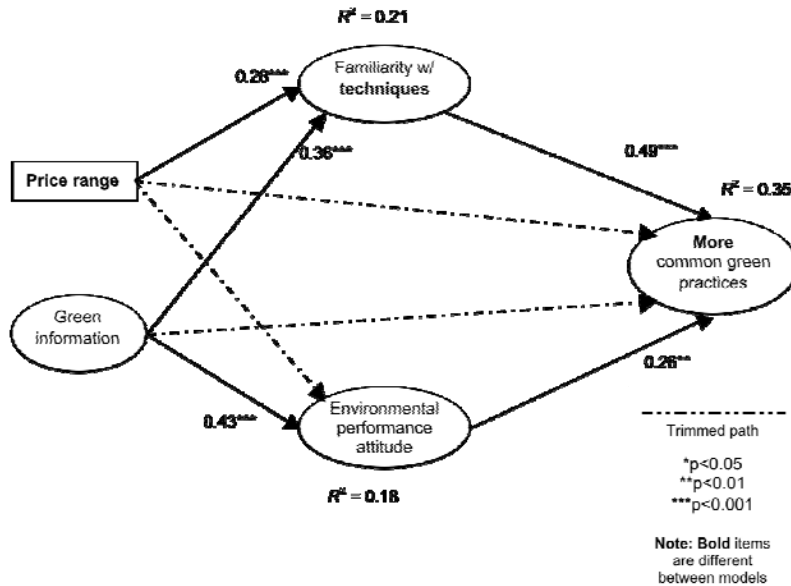 R² = 0.21
Familiarity w/
techniques
0.28***
0.36***
0.49***
Price range
R² = 0.35
More
common green
practices
Green
information
0.26**
0.43***
Environmental
performance
attitude
R² = 0.18
Trimmed path
*p<0.05
**p<0.01
***p<0.001
Note: Bold items
are different
between models